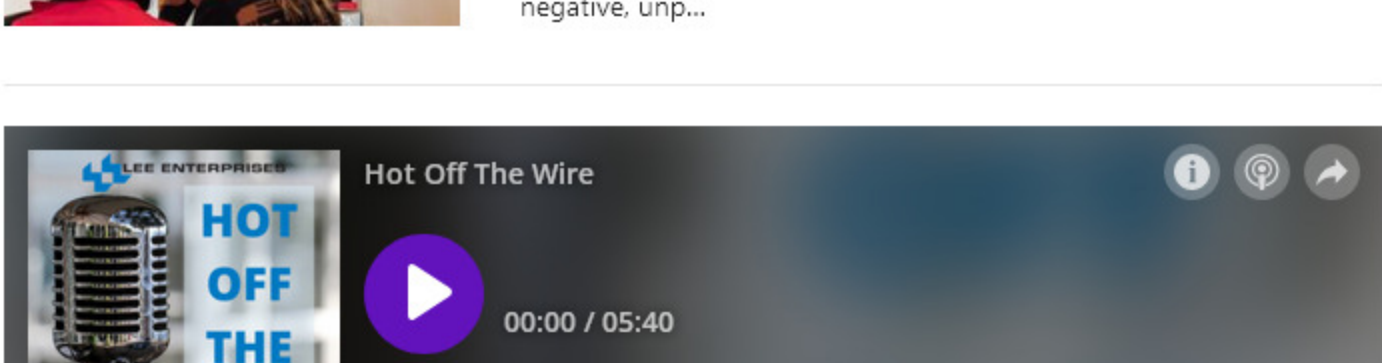 negative, unp...
LEE ENTERPRISES
HOT
OFF
THE
Hot Off The Wire
00:00 / 05:40